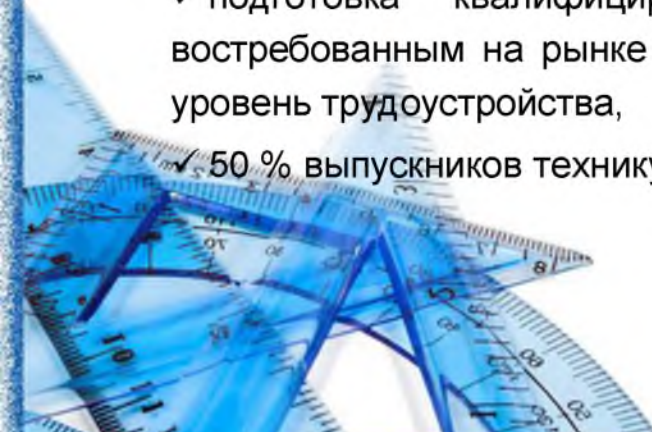 ✓ подготовка квалифицир
востребованным на рынке
уровень трудоустройства,
✓ 50 % выпускников технику